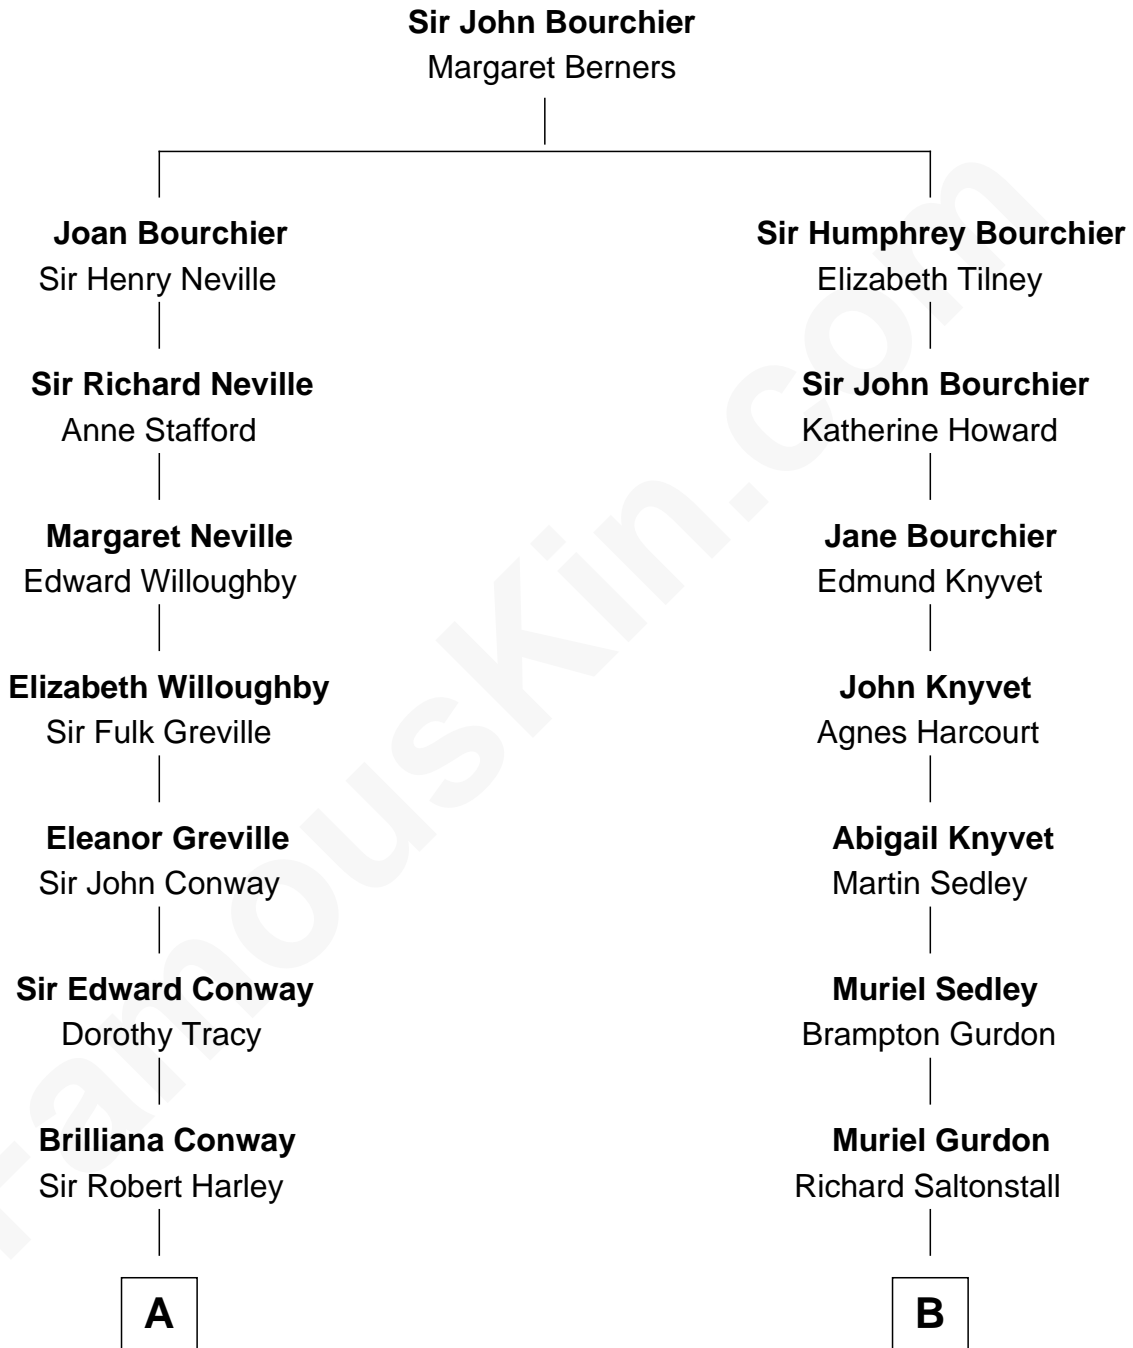 Sir John Bourchier
Margaret Berners
Joan Bourchier
Sir Henry Neville
Sir Humphrey Bourchier
Elizabeth Tilney
Sir Richard Neville
Anne Stafford
Sir John Bourchier
Katherine Howard
Margaret Neville
Edward Willoughby
Jane Bourchier
Edmund Knyvet
Elizabeth Willoughby
Sir Fulk Greville
John Knyvet
Agnes Harcourt
Eleanor Greville
Sir John Conway
Abigail Knyvet
Martin Sedley
Sir Edward Conway
Dorothy Tracy
Muriel Sedley
Brampton Gurdon
Brilliana Conway
Sir Robert Harley
Muriel Gurdon
Richard Saltonstall
A
B
FamousKin.com